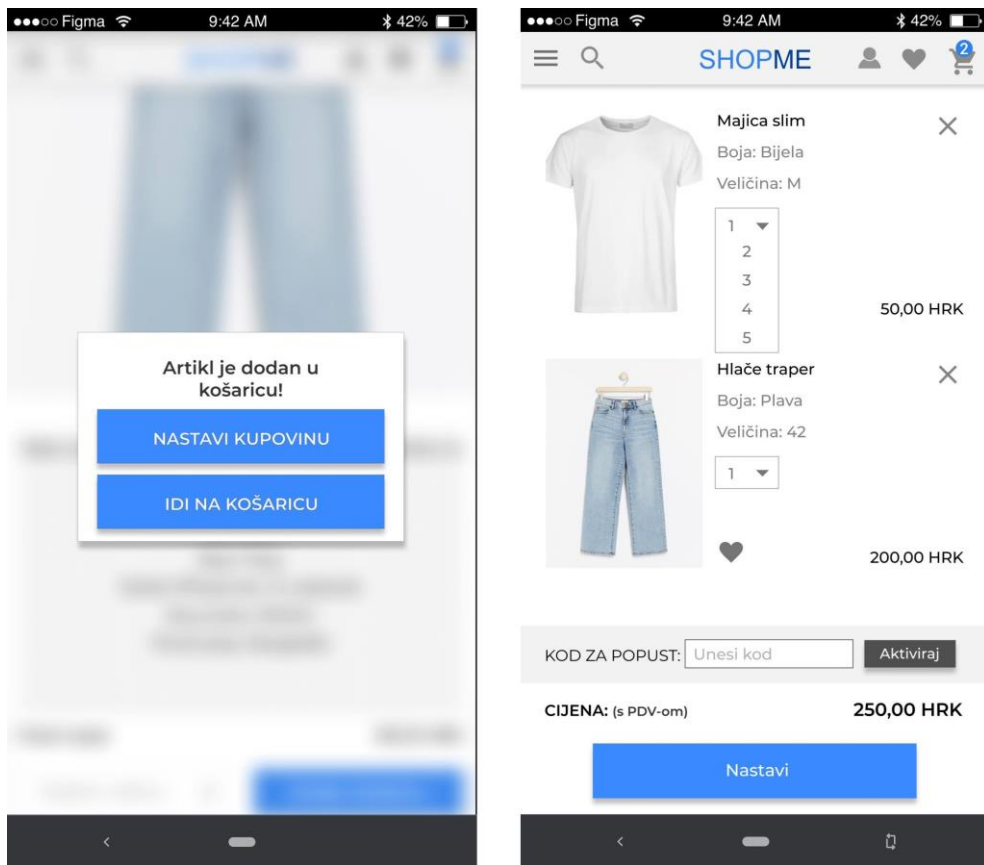 Figma 9:42 AM 42%
Artikl je dodan u
košaricu!
NASTAVI KUPOVINU
IDI NA KOŠARICU
Figma 9:42 AM 42%
SHOPME 2
Majica slim
Boja: Bijela
Veličina: M
1
2
3
4
5
50,00 HRK
Hlače traper
Boja: Plava
Veličina: 42
1
200,00 HRK
KOD ZA POPUST: Unesi kod Aktiviraj
CIJENA: (s PDV-om) 250,00 HRK
Nastavi